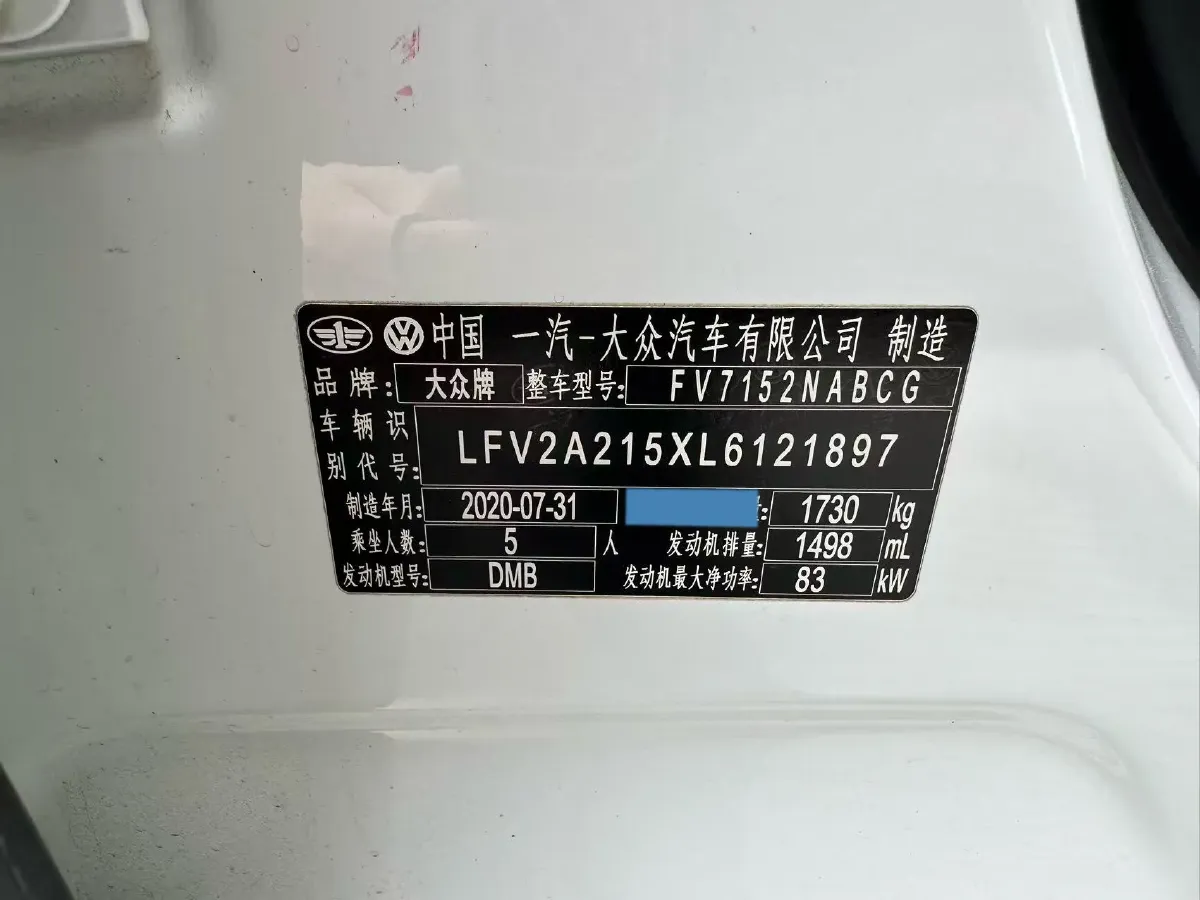 中国 一汽-大众汽车有限公司 制造
品牌: 大众牌 整车型号: FV7152NABCG
车辆识别代号: LFV2A215XL6121897
制造年月: 2020-07-31 : 1730 kg
乘坐人数: 5 人 发动机排量: 1498 mL
发动机型号: DMB 发动机最大净功率: 83 kW